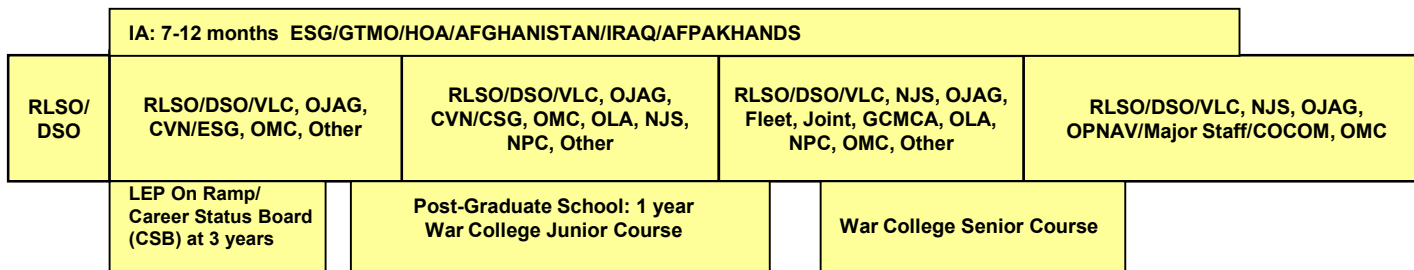 IA: 7-12 months  ESG/GTMO/HOA/AFGHANISTAN/IRAQ/AFPAKHANDS
RLSO/
DSO
RLSO/DSO/VLC, OJAG,
CVN/ESG, OMC, Other
RLSO/DSO/VLC, OJAG,
CVN/CSG, OMC, OLA, NJS,
NPC, Other
RLSO/DSO/VLC, NJS, OJAG,
Fleet, Joint, GCMCA, OLA,
NPC, OMC, Other
RLSO/DSO/VLC, NJS, OJAG,
OPNAV/Major Staff/COCOM, OMC
LEP On Ramp/
Career Status Board
(CSB) at 3 years
Post-Graduate School: 1 year
War College Junior Course
War College Senior Course